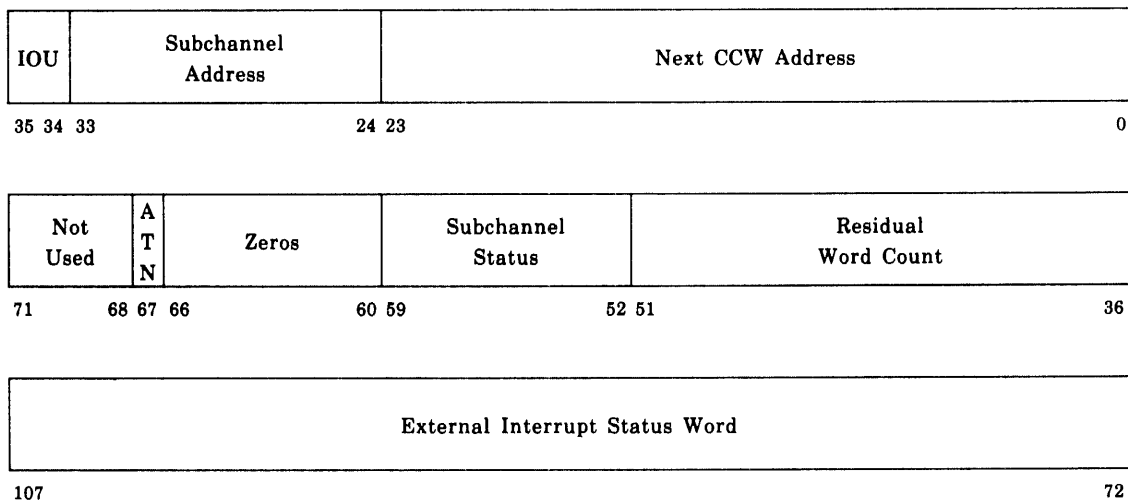 IOU Subchannel Address Next CCW Address
35 34 33 24 23 0
Not Used ATN Zeros Subchannel Status Residual Word Count
71 68 67 66 60 59 52 51 36
External Interrupt Status Word
107 72